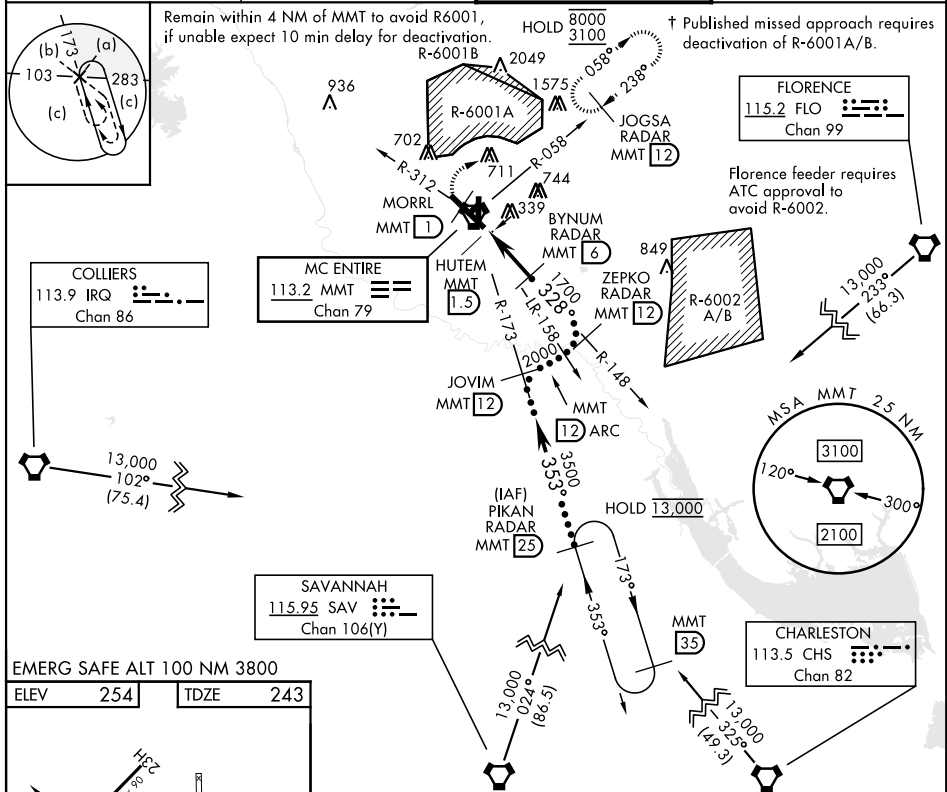 Remain within 4 NM of MMT to avoid R6001,
if unable expect 10 min delay for deactivation.
HOLD 8000
3100
† Published missed approach requires
deactivation of R-6001A/B.
173
(b)
(a)
103
283
(c)
(c)
R-6001B
2049
058°
238°
936
1575
R-6001A
JOGSA
RADAR
MMT 12
FLORENCE
115.2 FLO
Chan 99
702
711
R-058
R-312
744
339
Florence feeder requires
ATC approval to
avoid R-6002.
MORRL
MMT 1
BYNUM
RADAR
MMT 6
849
COLLIERS
113.9 IRQ
Chan 86
MC ENTIRE
113.2 MMT
Chan 79
HUTEM
MMT
1.5
ZEPKO
RADAR
MMT 12
R-6002
A/B
13,000
233°
(66.3)
1700
328°
R-173
LR-158
2000
R-148
JOVIM
MMT 12
MMT
12 ARC
MSA MMT 25 NM
3100
120°
300°
2100
13,000
102°
(75.4)
3500
353°
(IAF)
PIKAN
RADAR
MMT 25
HOLD 13,000
173°
353°
SAVANNAH
115.95 SAV
Chan 106(Y)
MMT
35
CHARLESTON
113.5 CHS
Chan 82
13,000
024°
(86.5)
13,000
325°
(49.3)
EMERG SAFE ALT 100 NM 3800
ELEV 254
TDZE 243
23H